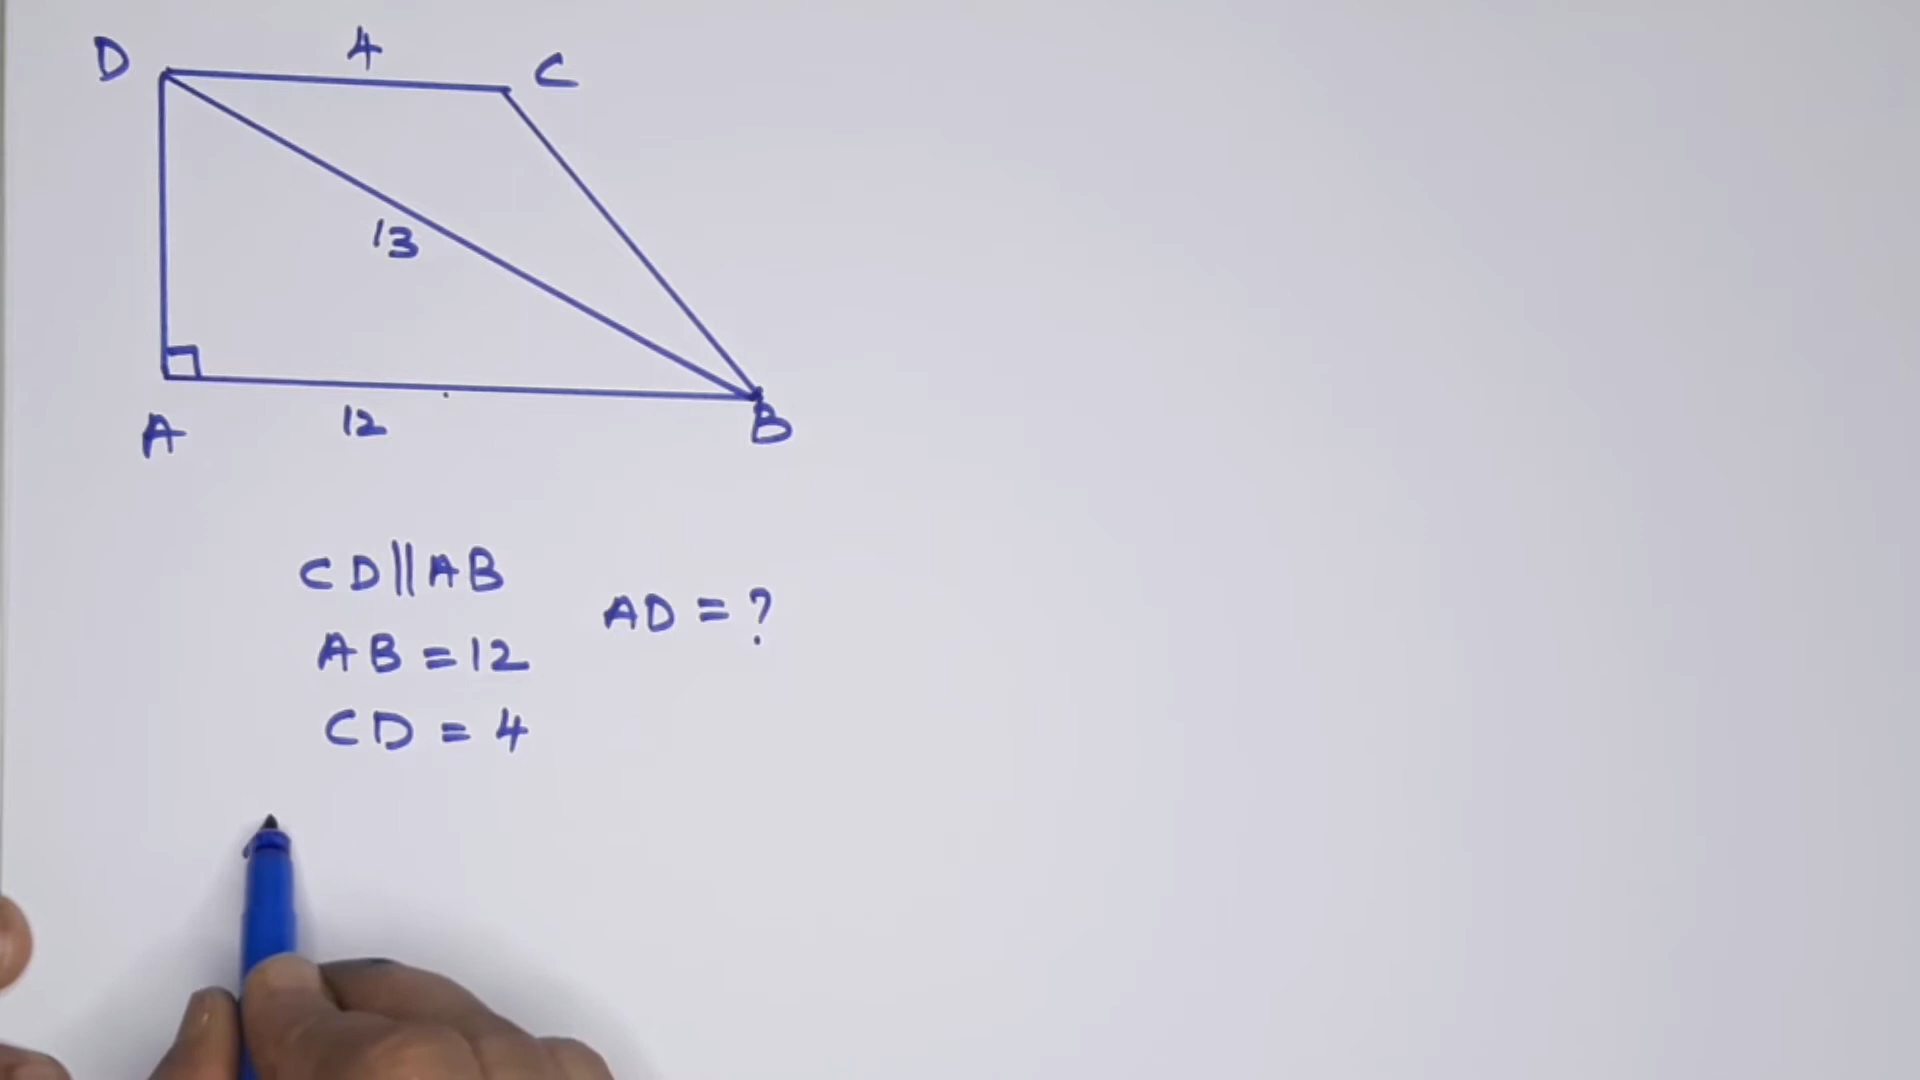 D 4 C
13
A 12 B
CD||AB
AD = ?
AB = 12
CD = 4